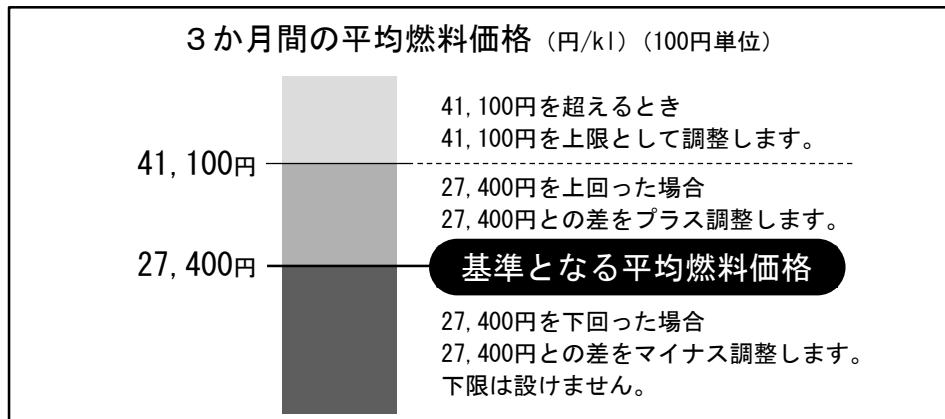 ３か月間の平均燃料価格（円/kl）（100円単位）
41,100円を超えるとき
41,100円を上限として調整します。
41,100円
27,400円を上回った場合
27,400円との差をプラス調整します。
27,400円
基準となる平均燃料価格
27,400円を下回った場合
27,400円との差をマイナス調整します。
下限は設けません。